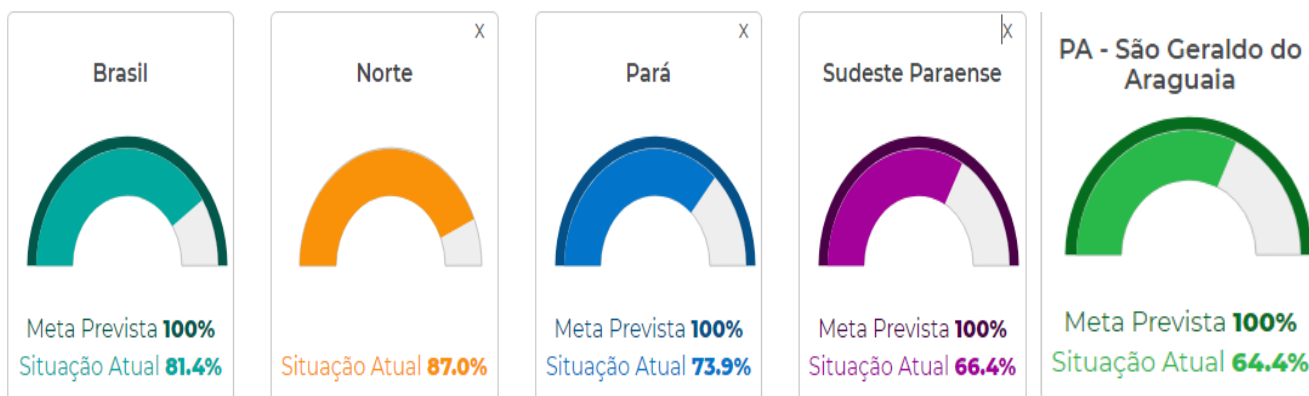 Brasil
Meta Prevista 100%
Situação Atual 81.4%
X
Norte
Situação Atual 87.0%
X
Pará
Meta Prevista 100%
Situação Atual 73.9%
X
Sudeste Paraense
Meta Prevista 100%
Situação Atual 66.4%
PA - São Geraldo do
Araguaia
Meta Prevista 100%
Situação Atual 64.4%